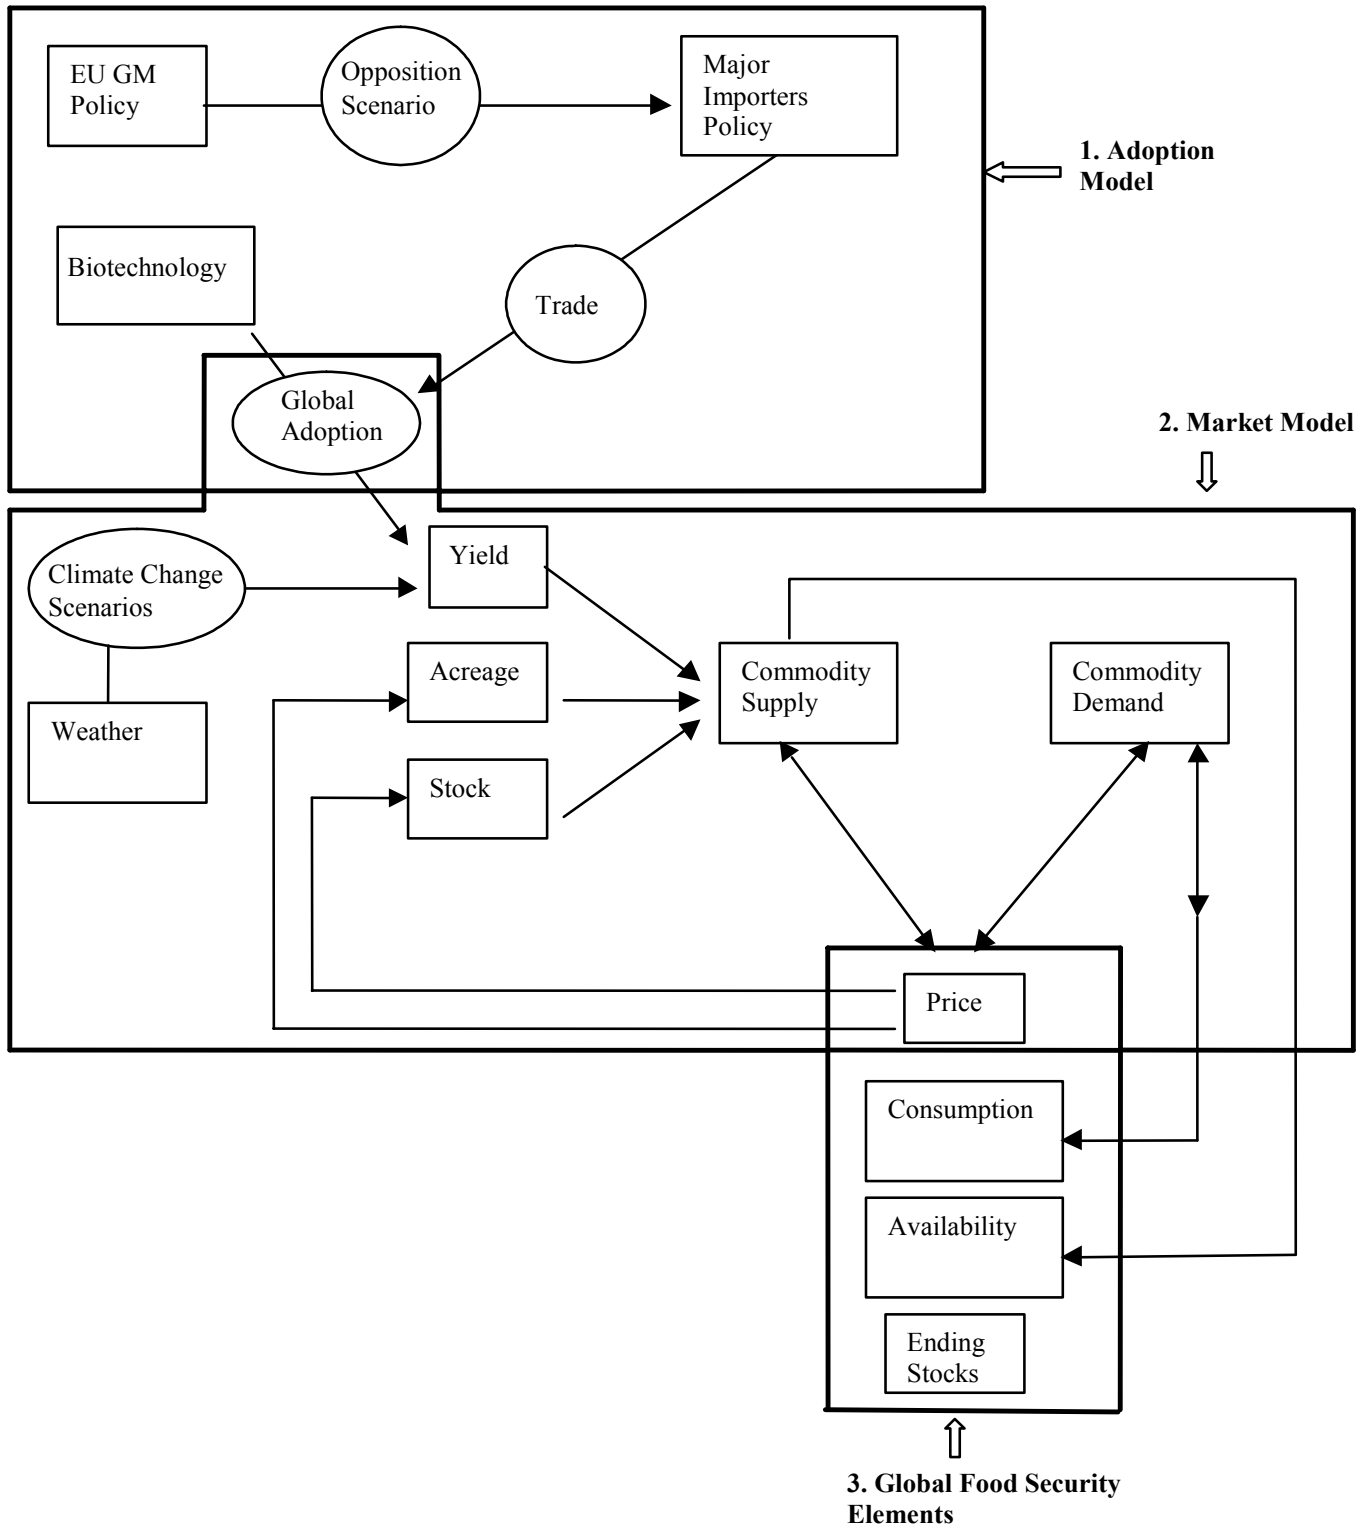 EU GM
Policy
Opposition
Scenario
Major
Importers
Policy
1. Adoption
Model
Biotechnology
Trade
Global
Adoption
2. Market Model
Climate Change
Scenarios
Yield
Weather
Acreage
Stock
Commodity
Supply
Commodity
Demand
Price
Consumption
Availability
Ending
Stocks
3. Global Food Security
Elements